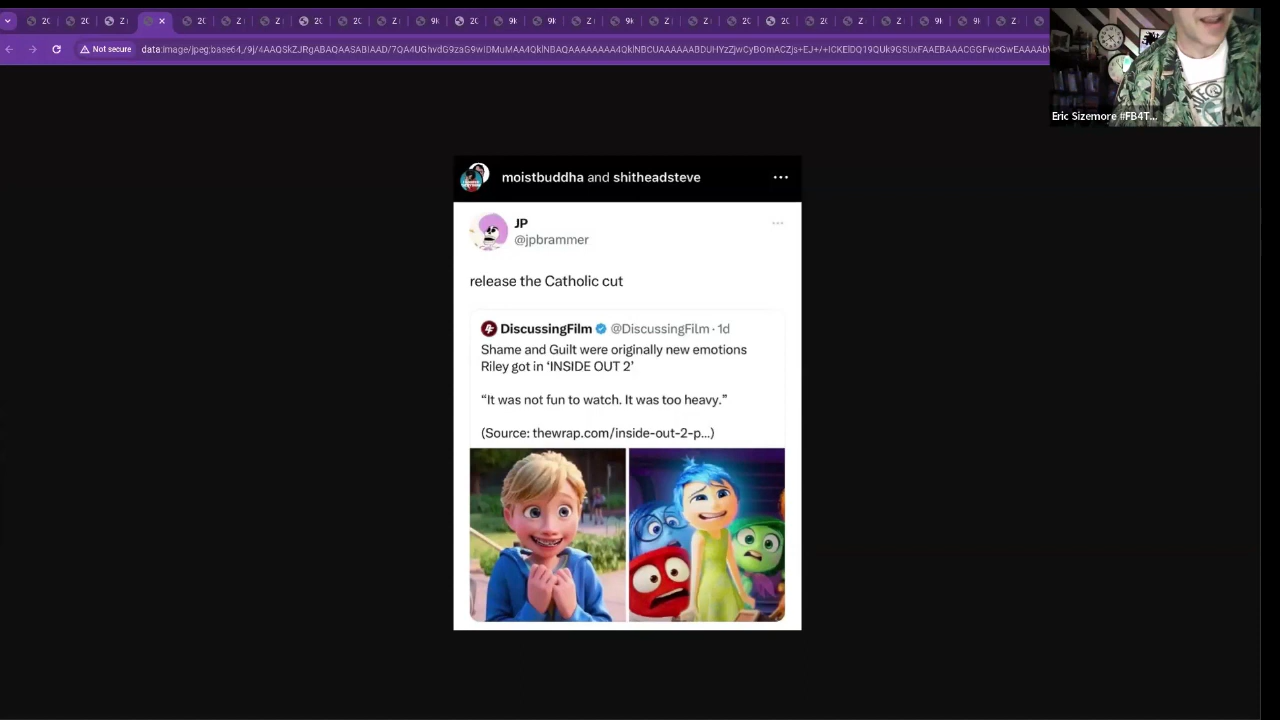 Not secure
moistbuddha and shitheadsteve
JP
@jpbrammer
release the Catholic cut
DiscussingFilm @DiscussingFilm · 1d
Shame and Guilt were originally new emotions
Riley got in ‘INSIDE OUT 2’
“It was not fun to watch. It was too heavy.”
(Source: thewrap.com/inside-out-2-p...)
Eric Sizemore #FB4T...